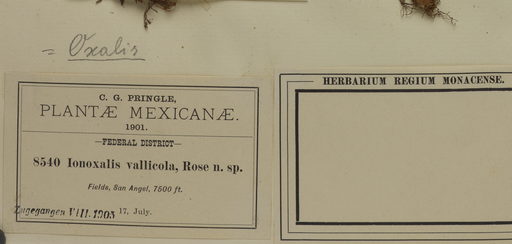 = Oxalis
C. G. PRINGLE,
PLANTÆ MEXICANÆ.
1901.
—FEDERAL DISTRICT—
8540 Ionoxalis vallicola, Rose n. sp.
Fields, San Angel, 7500 ft.
Zugegangen VIII. 1905 17, July.
HERBARIUM REGIUM MONACENSE.